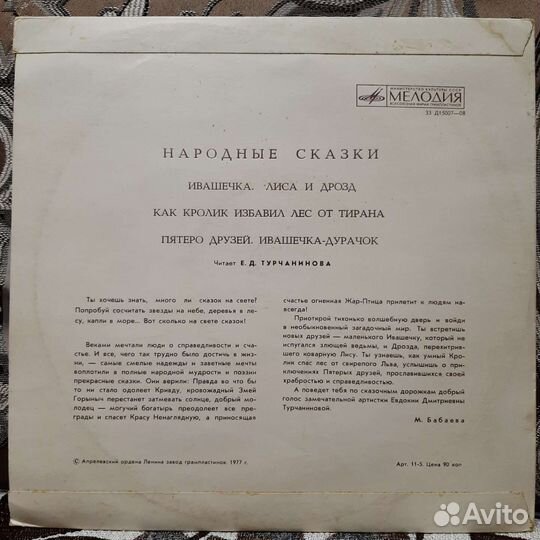 МИНИСТЕРСТВО КУЛЬТУРЫ СССР
МЕЛОДИЯ
ВСЕСОЮЗНАЯ ФИРМА ГРАМПЛАСТИНОК
33 Д15007—08
НАРОДНЫЕ СКАЗКИ
ИВАШЕЧКА. ЛИСА И ДРОЗД
КАК КРОЛИК ИЗБАВИЛ ЛЕС ОТ ТИРАНА
ПЯТЕРО ДРУЗЕЙ. ИВАШЕЧКА-ДУРАЧОК
Читает Е. Д. ТУРЧАНИНОВА
Ты хочешь знать, много ли сказок на свете?
Попробуй сосчитать звезды на небе, деревья в ле-
су, капли в море... Вот сколько на свете сказок!
Веками мечтали люди о справедливости и сча-
стье. И все, чего так трудно было достичь в жиз-
ни, — самые смелые надежды и заветные мечты
воплотили в полные народной мудрости и поэзии
прекрасные сказки. Они верили: Правда во что бы
то ни стало одолеет Кривду, кровожадный Змей
Горыныч перестанет затмевать солнце, добрый мо-
лодец — могучий богатырь преодолеет все пре-
грады и спасет Красу Ненаглядную, а приносящая
счастье огненная Жар-Птица прилетит к людям на-
всегда!
Приоткрой тихонько волшебную дверь и войди
в необыкновенный загадочный мир. Ты встретишь
новых друзей — маленького Ивашечку, который не
испугался злющей ведьмы, и Дрозда, перехитрив-
шего коварную Лису. Ты узнаешь, как умный Кро-
лик спас лес от свирепого Льва, услышишь о при-
ключениях Пятерых друзей, прославившихся своей
храбростью и справедливостью.
А поведет тебя по сказочным дорожкам добрый
голос замечательной артистки Евдокии Дмитриевны
Турчаниновой.
М. Бабаева
© Апрелевский ордена Ленина завод грампластинок. 1977 г.
Арт. 11-5. Цена 90 коп
Avito